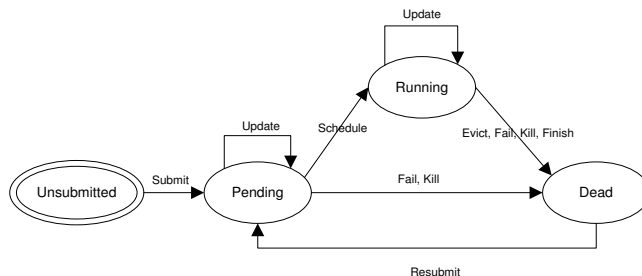 Update
Running
Update
Schedule
Evict, Fail, Kill, Finish
Unsubmitted
Submit
Pending
Fail, Kill
Dead
Resubmit